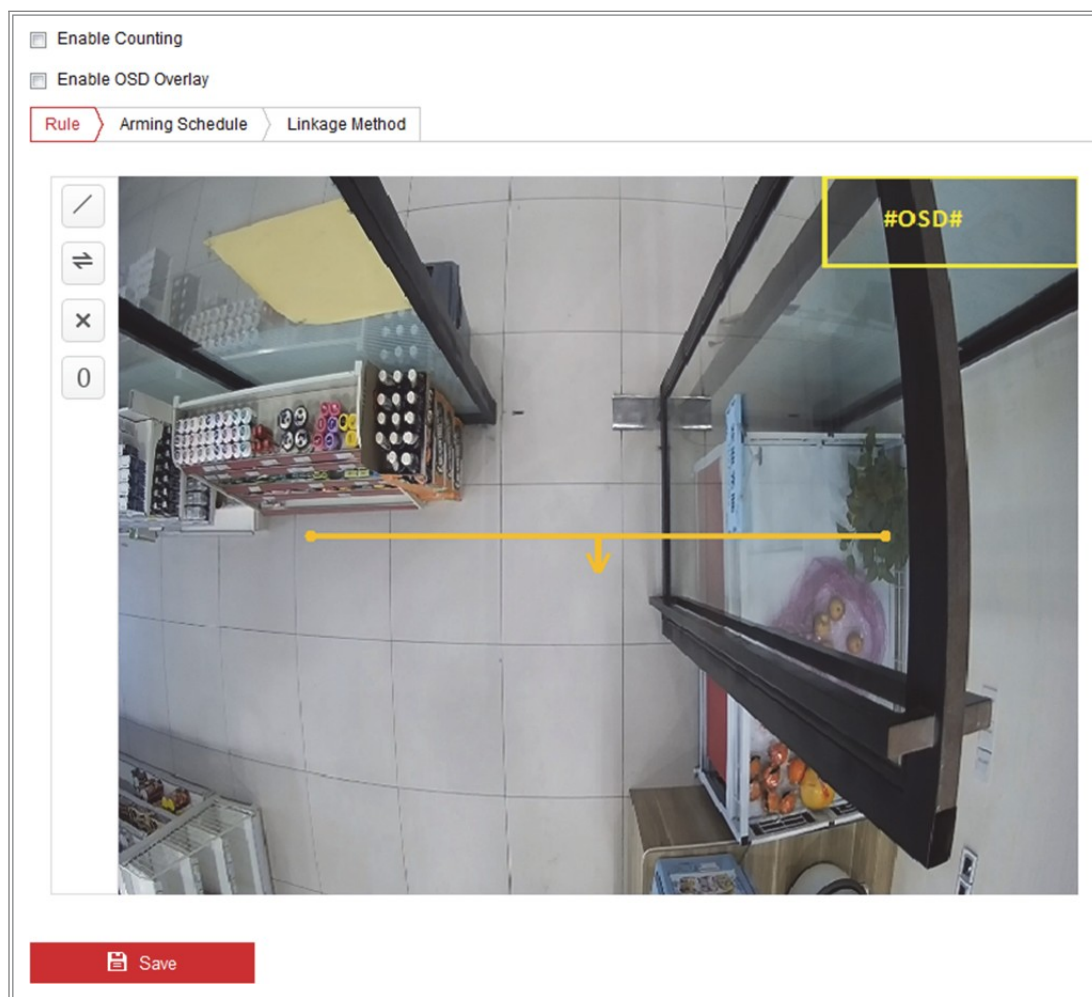 Enable Counting
Enable OSD Overlay
Rule Arming Schedule Linkage Method
#OSD#
0
Save